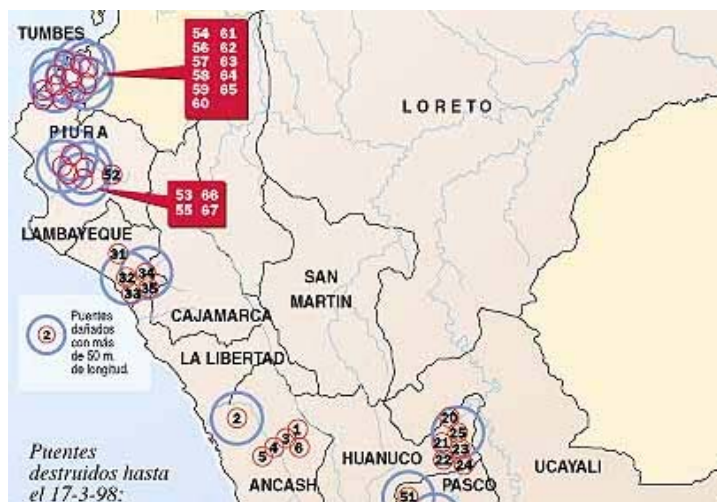 TUMBES
54 61
56 62
57 63
58 64
59 65
60
LORETO
PIURA
52
53 66
55 67
LAMBAYEQUE
31
32
34
33
35
SAN
MARTIN
CAJAMARCA
2
Puentes
dañados
con más
de 50 m.
de longitud.
LA LIBERTAD
2
1
3
4
6
5
20
25
21
23
22
24
HUANUCO
UCAYALI
Puentes
destruidos hasta
el 17-3-98:
ANCASH
PASCO
51